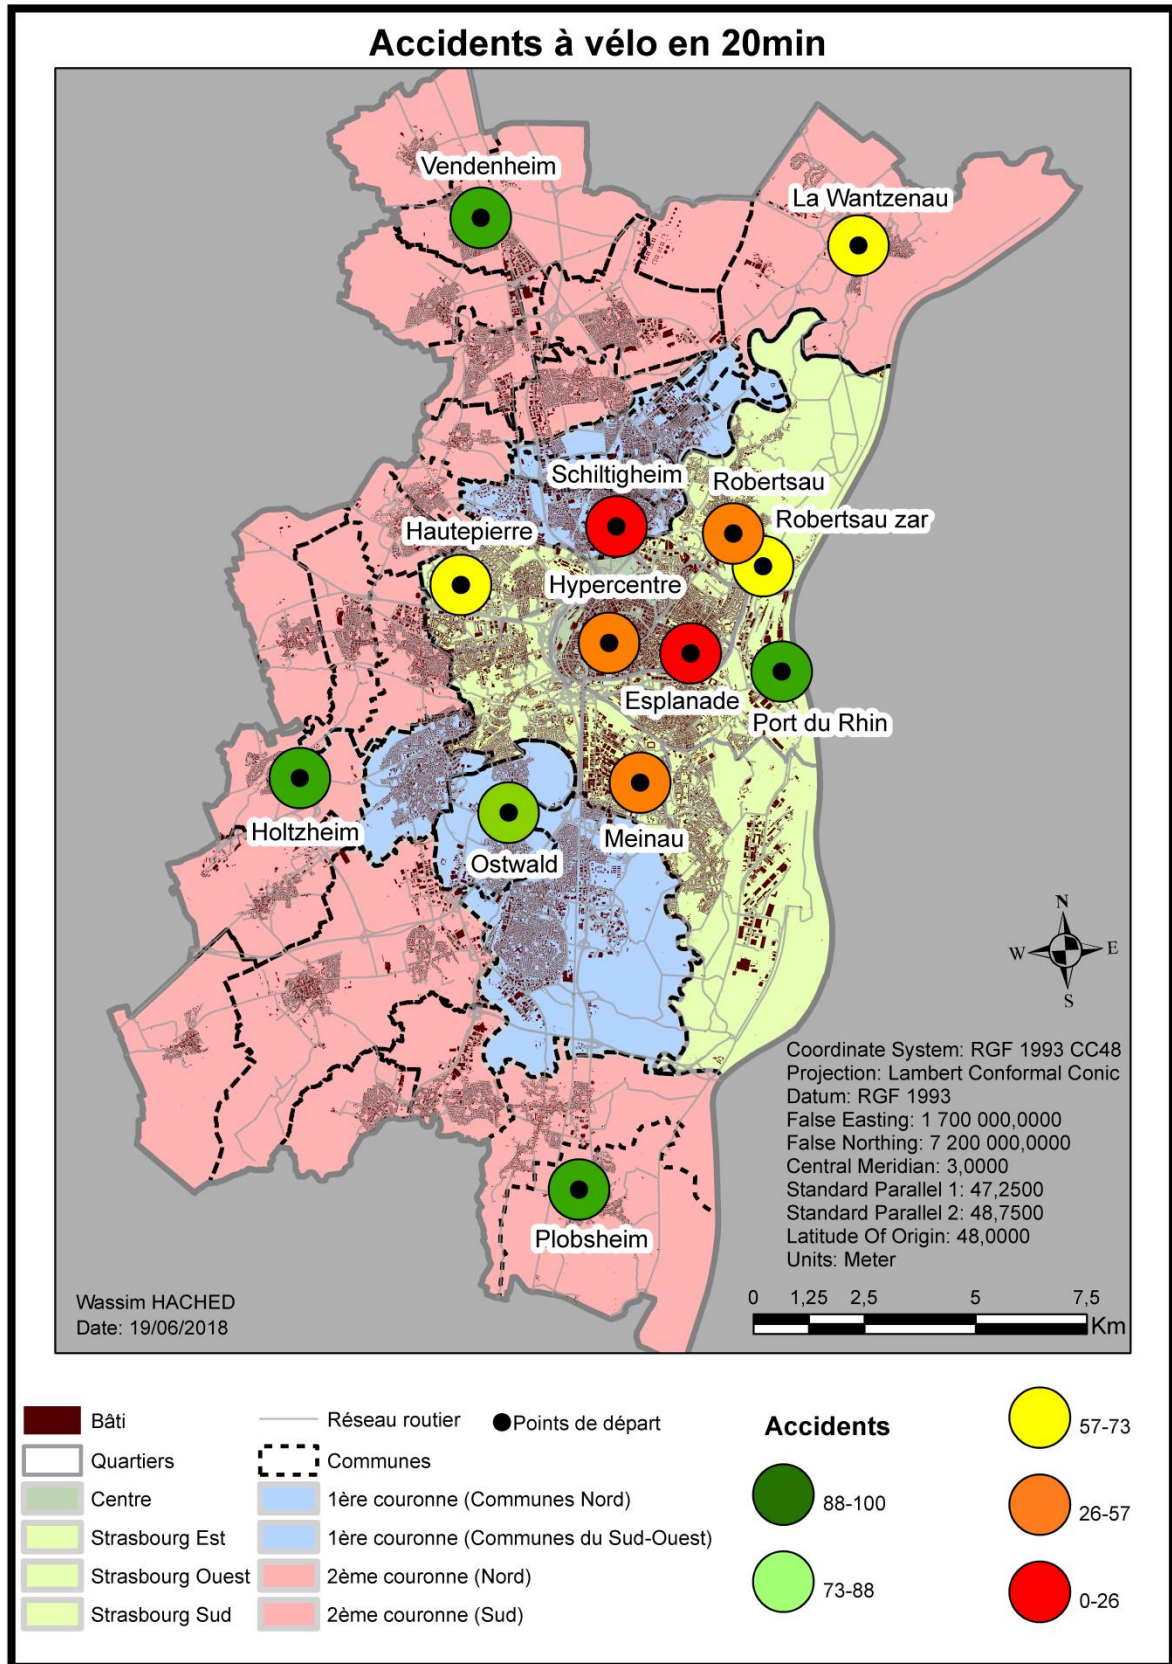 Accidents à vélo en 20min
Vendenheim
La Wantzenau
Schiltigheim
Robertsau
Robertsau zar
Hautepierre
Hypercentre
Esplanade
Port du Rhin
Holtzheim
Ostwald
Meinau
Plobsheim
N
W
E
S
Coordinate System: RGF 1993 CC48
Projection: Lambert Conformal Conic
Datum: RGF 1993
False Easting: 1 700 000,0000
False Northing: 7 200 000,0000
Central Meridian: 3,0000
Standard Parallel 1: 47,2500
Standard Parallel 2: 48,7500
Latitude Of Origin: 48,0000
Units: Meter
Wassim HACHED
Date: 19/06/2018
0 1,25 2,5 5 7,5
Km
Bâti
Quartiers
Centre
Strasbourg Est
Strasbourg Ouest
Strasbourg Sud
Réseau routier
Points de départ
Communes
1ère couronne (Communes Nord)
1ère couronne (Communes du Sud-Ouest)
2ème couronne (Nord)
2ème couronne (Sud)
Accidents
88-100
73-88
57-73
26-57
0-26